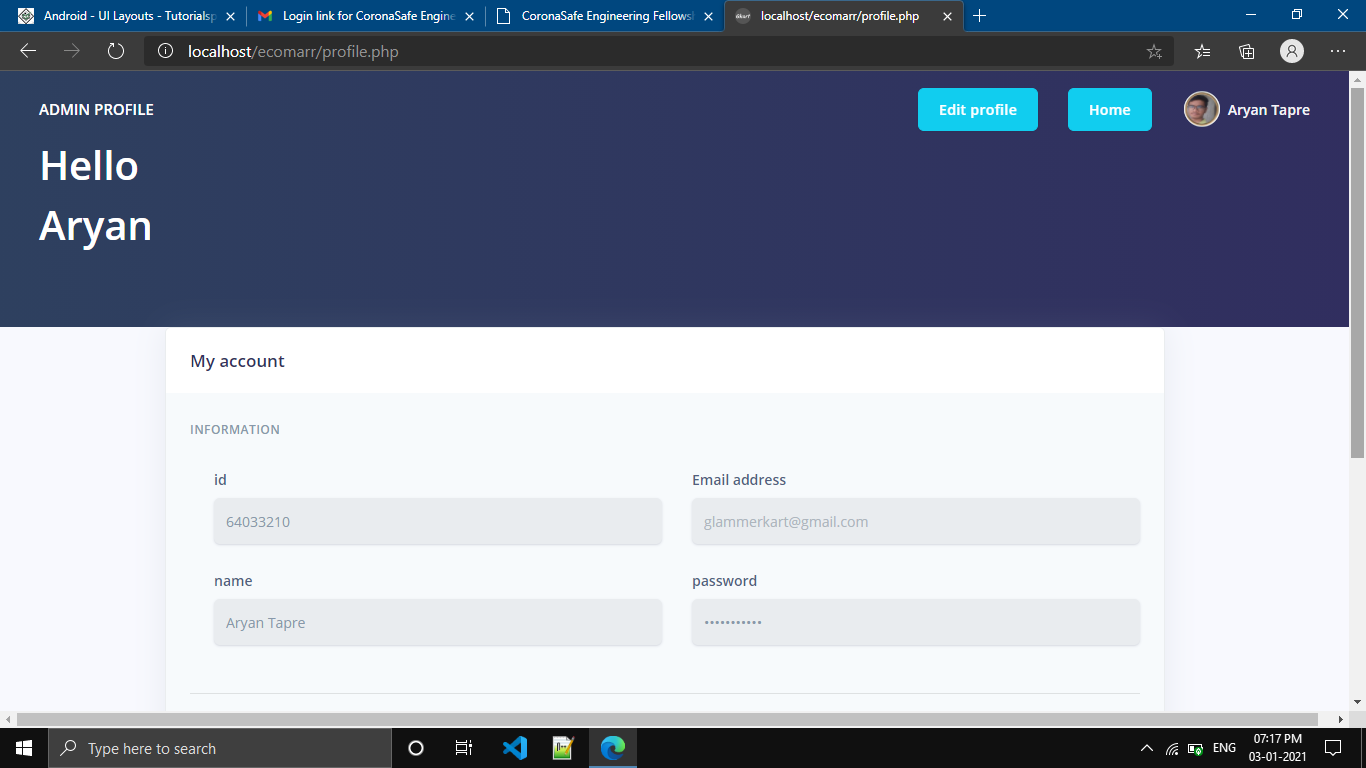 Android - UI Layouts - Tutorialsp
Login link for CoronaSafe Engine
CoronaSafe Engineering Fellows
localhost/ecomarr/profile.php
localhost/ecomarr/profile.php
ADMIN PROFILE
Edit profile
Home
Aryan Tapre
Hello
Aryan
My account
INFORMATION
id
Email address
64033210
glammerkart@gmail.com
name
password
Aryan Tapre
•••••••••••
Type here to search
ENG
07:17 PM
03-01-2021